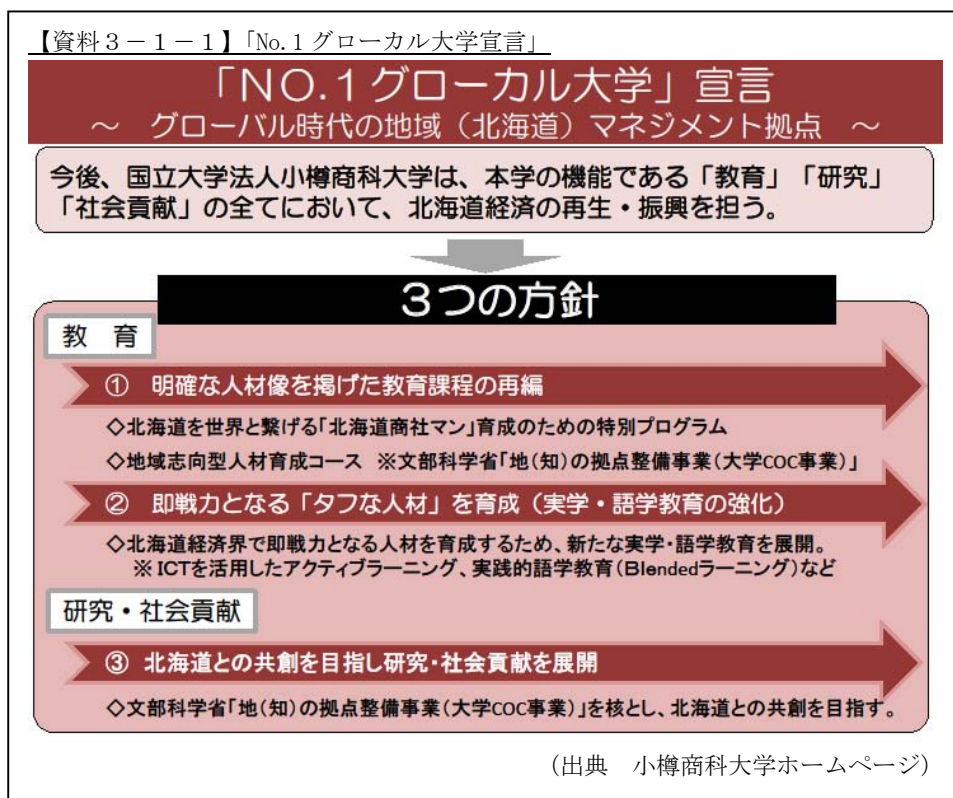 【資料３－１－１】「No.１グローカル大学宣言」
「NO.１グローカル大学」宣言
～ グローバル時代の地域（北海道）マネジメント拠点 ～
今後、国立大学法人小樽商科大学は、本学の機能である「教育」「研究」
「社会貢献」の全てにおいて、北海道経済の再生・振興を担う。
３つの方針
教 育
① 明確な人材像を掲げた教育課程の再編
◇北海道を世界と繋げる「北海道商社マン」育成のための特別プログラム
◇地域志向型人材育成コース ※文部科学省「地（知）の拠点整備事業（大学COC事業）」
② 即戦力となる「タフな人材」を育成（実学・語学教育の強化）
◇北海道経済界で即戦力となる人材を育成するため、新たな実学・語学教育を展開。
※ICTを活用したアクティブラーニング、実践的語学教育（Blendedラーニング）など
研究・社会貢献
③ 北海道との共創を目指し研究・社会貢献を展開
◇文部科学省「地（知）の拠点整備事業（大学COC事業）」を核とし、北海道との共創を目指す。
（出典 小樽商科大学ホームページ）